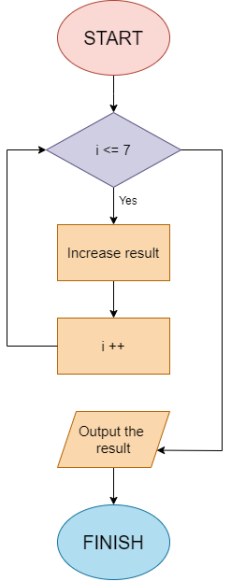 START
i <= 7
Yes
Increase result
i ++
Output the
result
FINISH